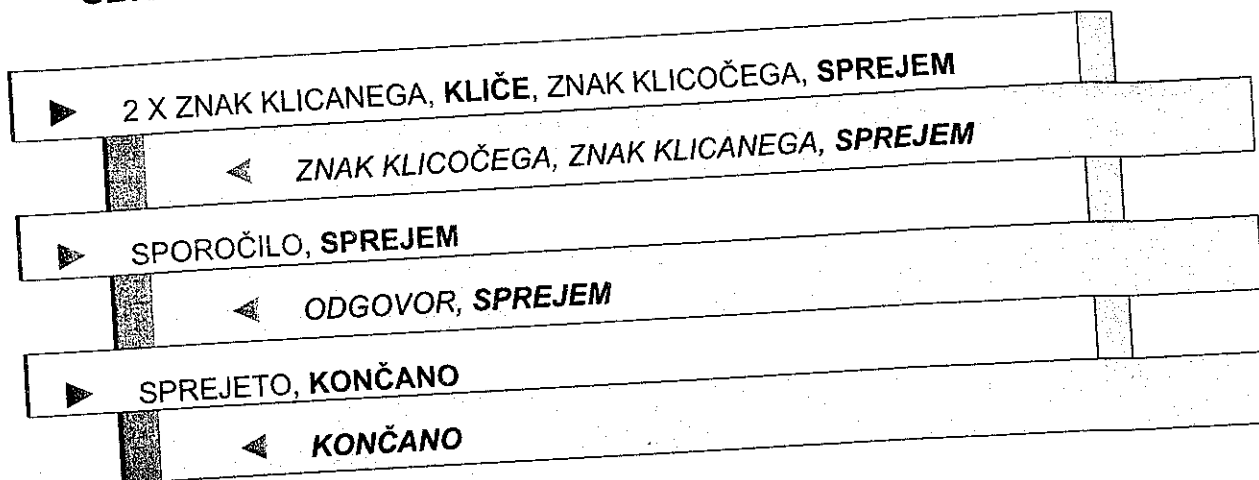 2 X ZNAK KLICANEGA, KLIČE, ZNAK KLICOČEGA, SPREJEM
ZNAK KLICOČEGA, ZNAK KLICANEGA, SPREJEM
SPOROČILO, SPREJEM
ODGOVOR, SPREJEM
SPREJETO, KONČANO
KONČANO